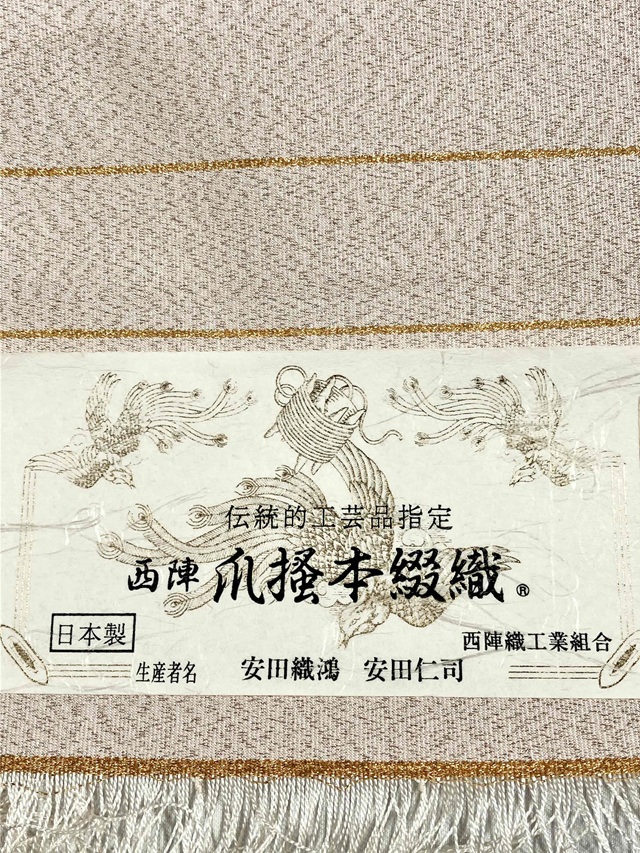 伝統的工芸品指定
西陣 爪掻本綴織®
日本製
西陣織工業組合
生産者名 安田織鴻 安田仁司